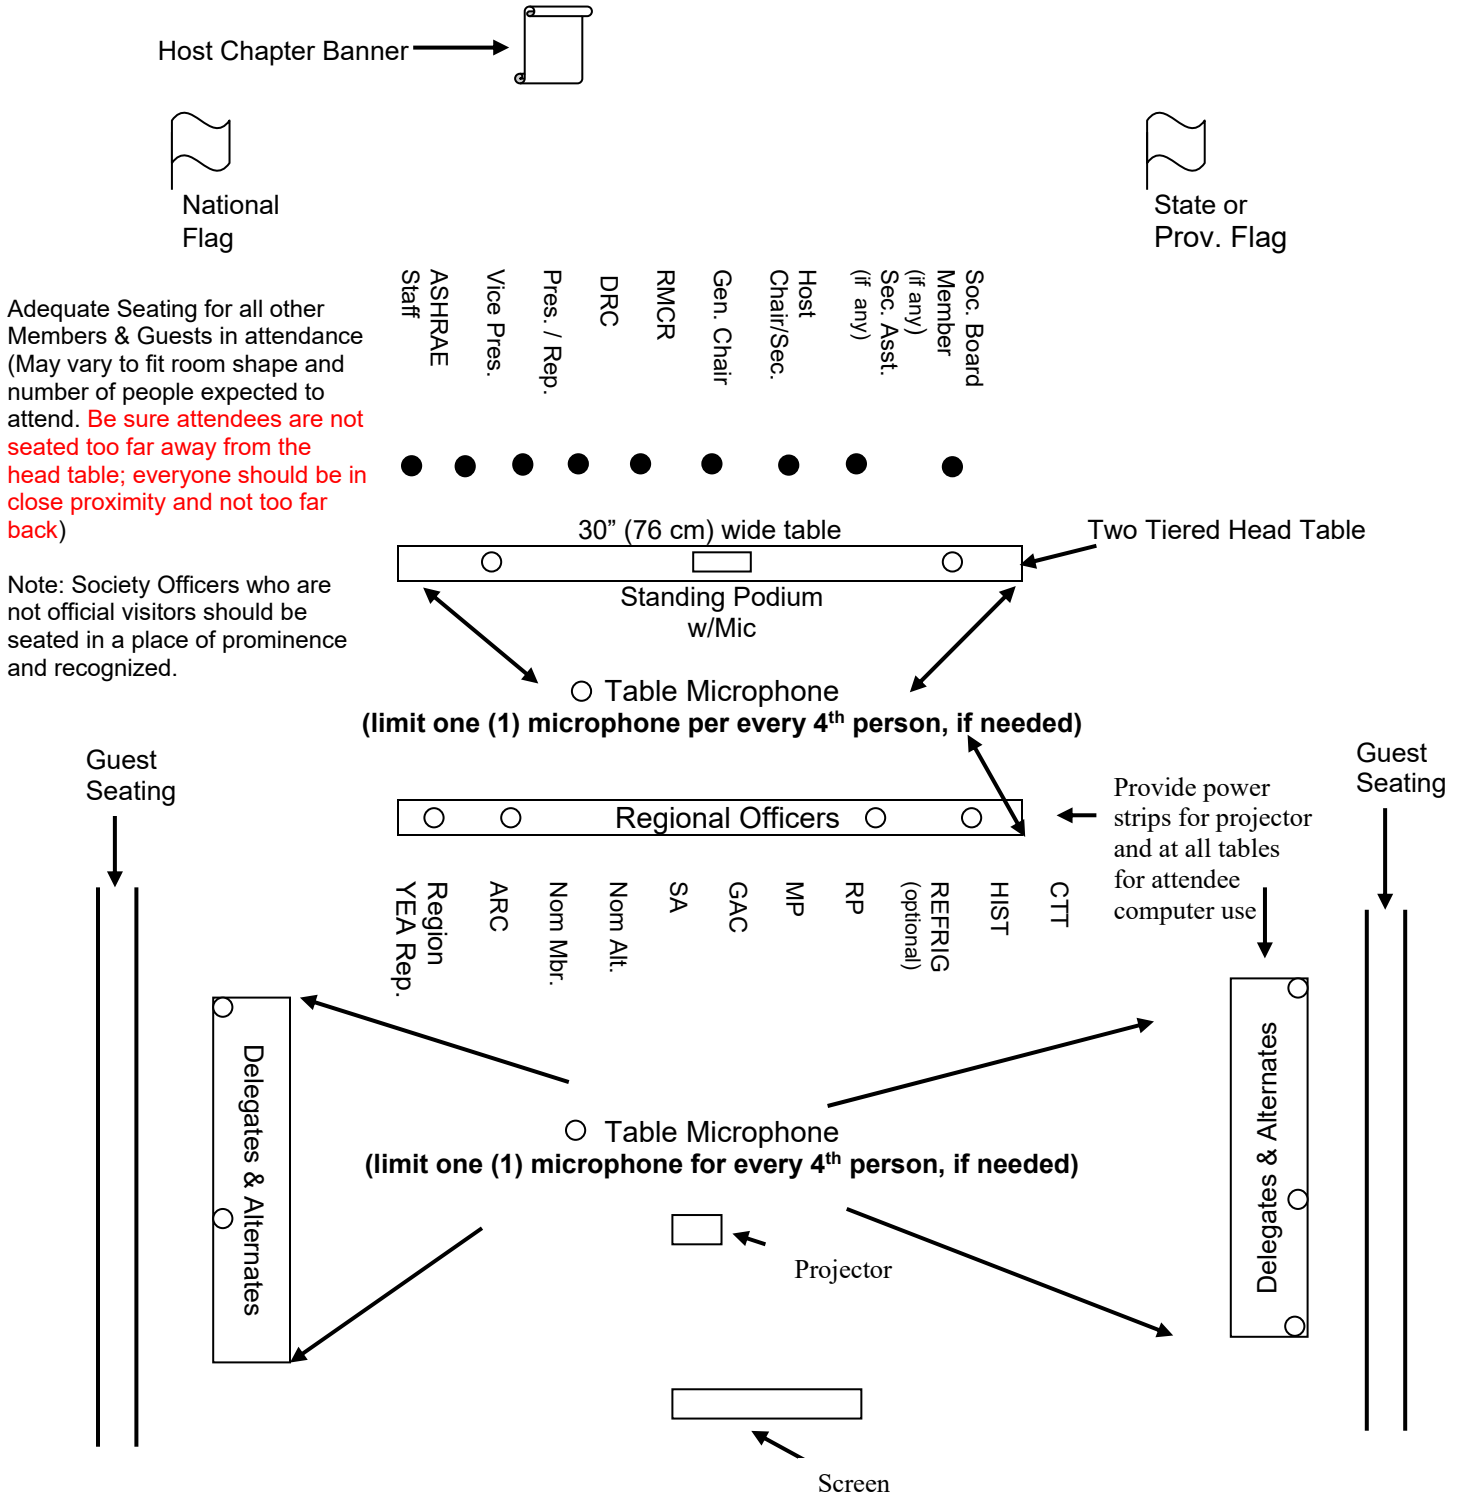 Host Chapter Banner
National
Flag
State or
Prov. Flag
ASHRAE
Staff
Vice Pres.
Pres. / Rep.
DRC
RMCR
Gen. Chair
Host
Chair/Sec.
Sec. Asst.
(if any)
Soc. Board
Member
(if any)
Adequate Seating for all other
Members & Guests in attendance
(May vary to fit room shape and
number of people expected to
attend. Be sure attendees are not
seated too far away from the
head table; everyone should be in
close proximity and not too far
back)
Note: Society Officers who are
not official visitors should be
seated in a place of prominence
and recognized.
30” (76 cm) wide table
Two Tiered Head Table
Standing Podium
w/Mic
Table Microphone
(limit one (1) microphone per every 4th person, if needed)
Guest
Seating
Guest
Seating
Regional Officers
Provide power
strips for projector
and at all tables
for attendee
computer use
Region
YEA Rep.
ARC
Nom Mbr.
Nom Alt.
SA
GAC
MP
RP
REFRIG
(optional)
HIST
CTT
Delegates & Alternates
Delegates & Alternates
Table Microphone
(limit one (1) microphone for every 4th person, if needed)
Projector
Screen